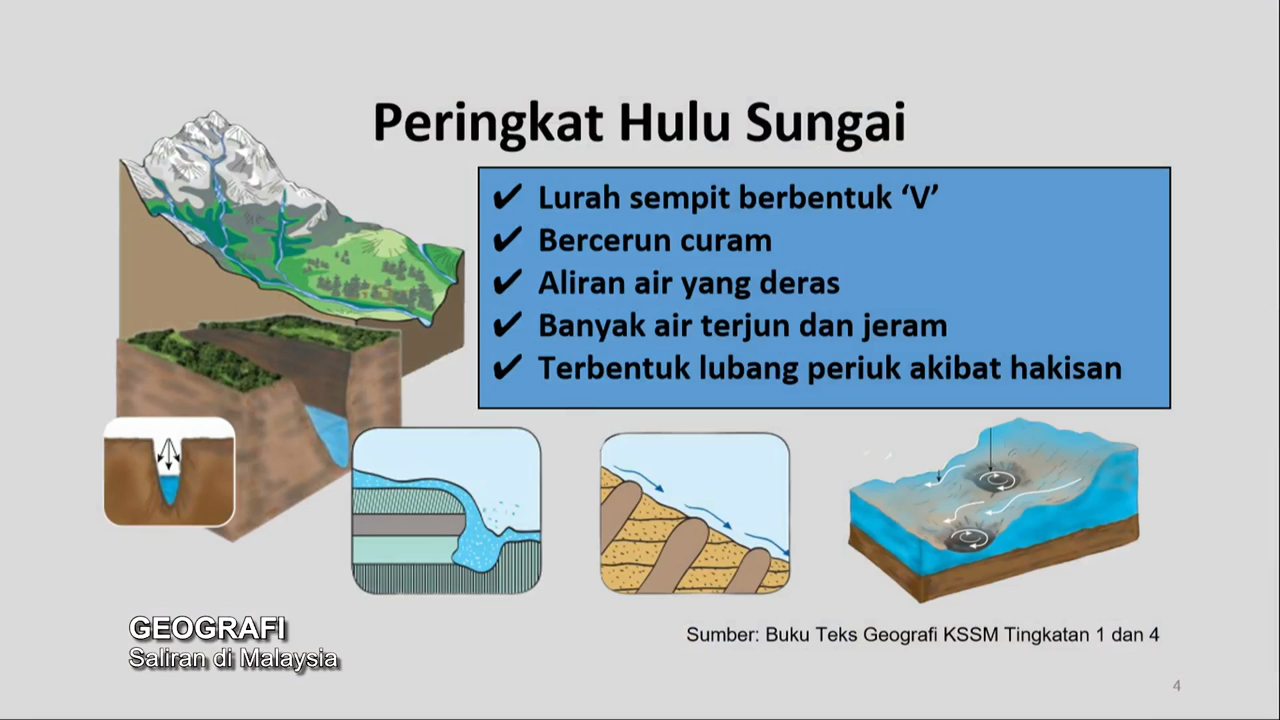 Peringkat Hulu Sungai
✔ Lurah sempit berbentuk ‘V’
✔ Bercerun curam
✔ Aliran air yang deras
✔ Banyak air terjun dan jeram
✔ Terbentuk lubang periuk akibat hakisan
GEOGRAFI
Saliran di Malaysia
Sumber: Buku Teks Geografi KSSM Tingkatan 1 dan 4
4